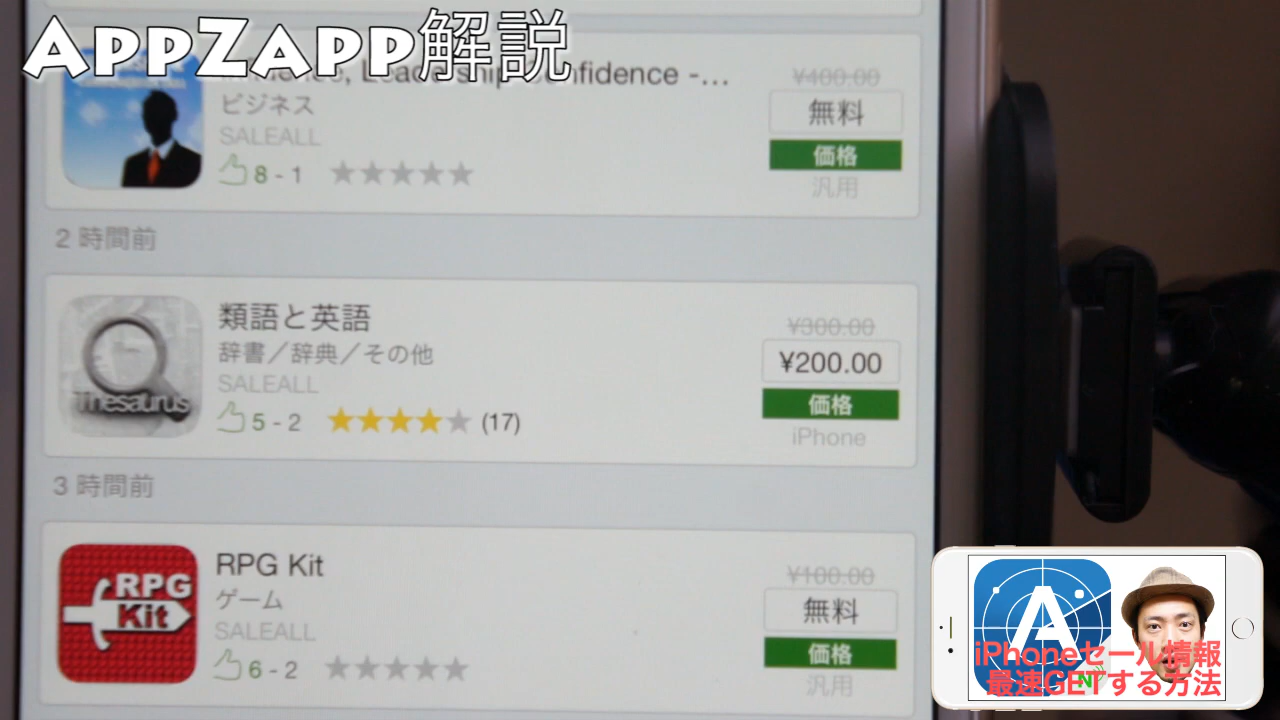 AppZapp解説
fidence -...
¥400.00
ビジネス
無料
SALEALL
価格
8 - 1
汎用
2 時間前
類語と英語
¥300.00
辞書／辞典／その他
¥200.00
SALEALL
Thesaurus
価格
5 - 2
(17)
iPhone
3 時間前
RPG Kit
¥100.00
RPG
Kit
ゲーム
無料
SALEALL
価格
6 - 2
汎用
A
iPhoneセール情報
最速GETする方法